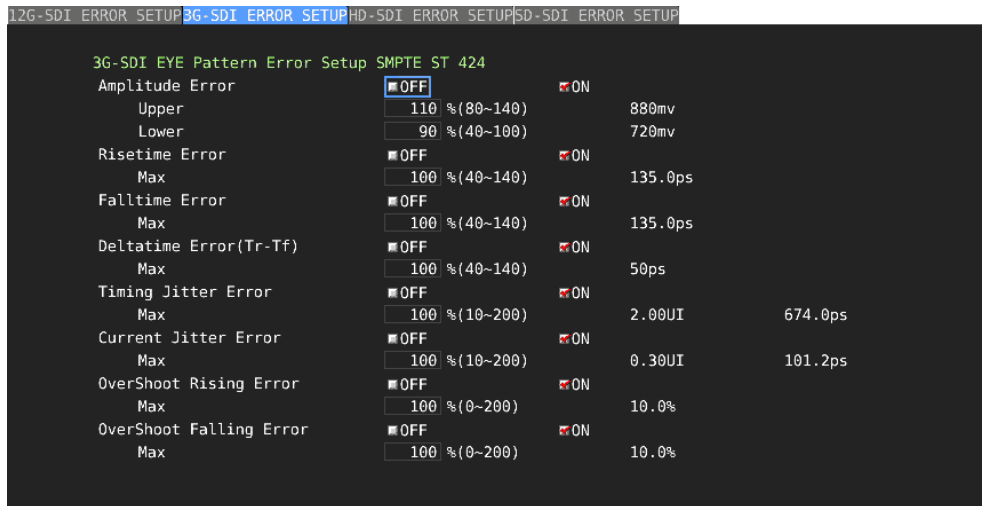 12G-SDI ERROR SETUP 3G-SDI ERROR SETUP HD-SDI ERROR SETUP SD-SDI ERROR SETUP
3G-SDI EYE Pattern Error Setup SMPTE ST 424
Amplitude Error OFF ON
Upper 110 %(80~140) 880mv
Lower 90 %(40~100) 720mv
Risetime Error OFF ON
Max 100 %(40~140) 135.0ps
Falltime Error OFF ON
Max 100 %(40~140) 135.0ps
Deltatime Error(Tr-Tf) OFF ON
Max 100 %(40~140) 50ps
Timing Jitter Error OFF ON
Max 100 %(10~200) 2.00UI 674.0ps
Current Jitter Error OFF ON
Max 100 %(10~200) 0.30UI 101.2ps
OverShoot Rising Error OFF ON
Max 100 %(0~200) 10.0%
OverShoot Falling Error OFF ON
Max 100 %(0~200) 10.0%